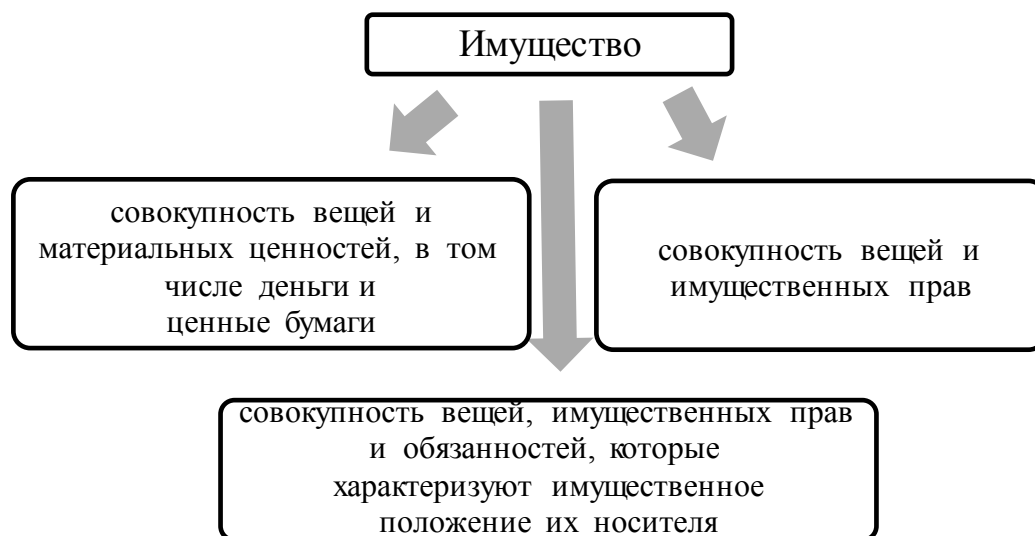 Имущество
совокупность вещей и
материальных ценностей, в том
числе деньги и
ценные бумаги
совокупность вещей и
имущественных прав
совокупность вещей, имущественных прав
и обязанностей, которые
характеризуют имущественное
положение их носителя